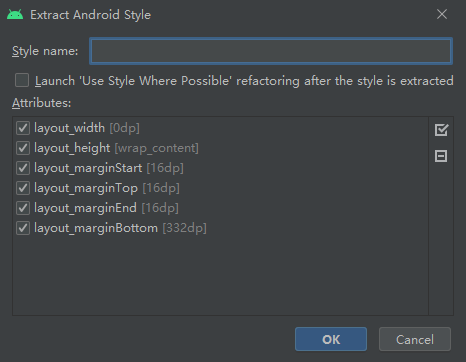 Extract Android Style
Style name:
Launch 'Use Style Where Possible' refactoring after the style is extracted
Attributes:
layout_width [0dp]
layout_height [wrap_content]
layout_marginStart [16dp]
layout_marginTop [16dp]
layout_marginEnd [16dp]
layout_marginBottom [332dp]
OK Cancel